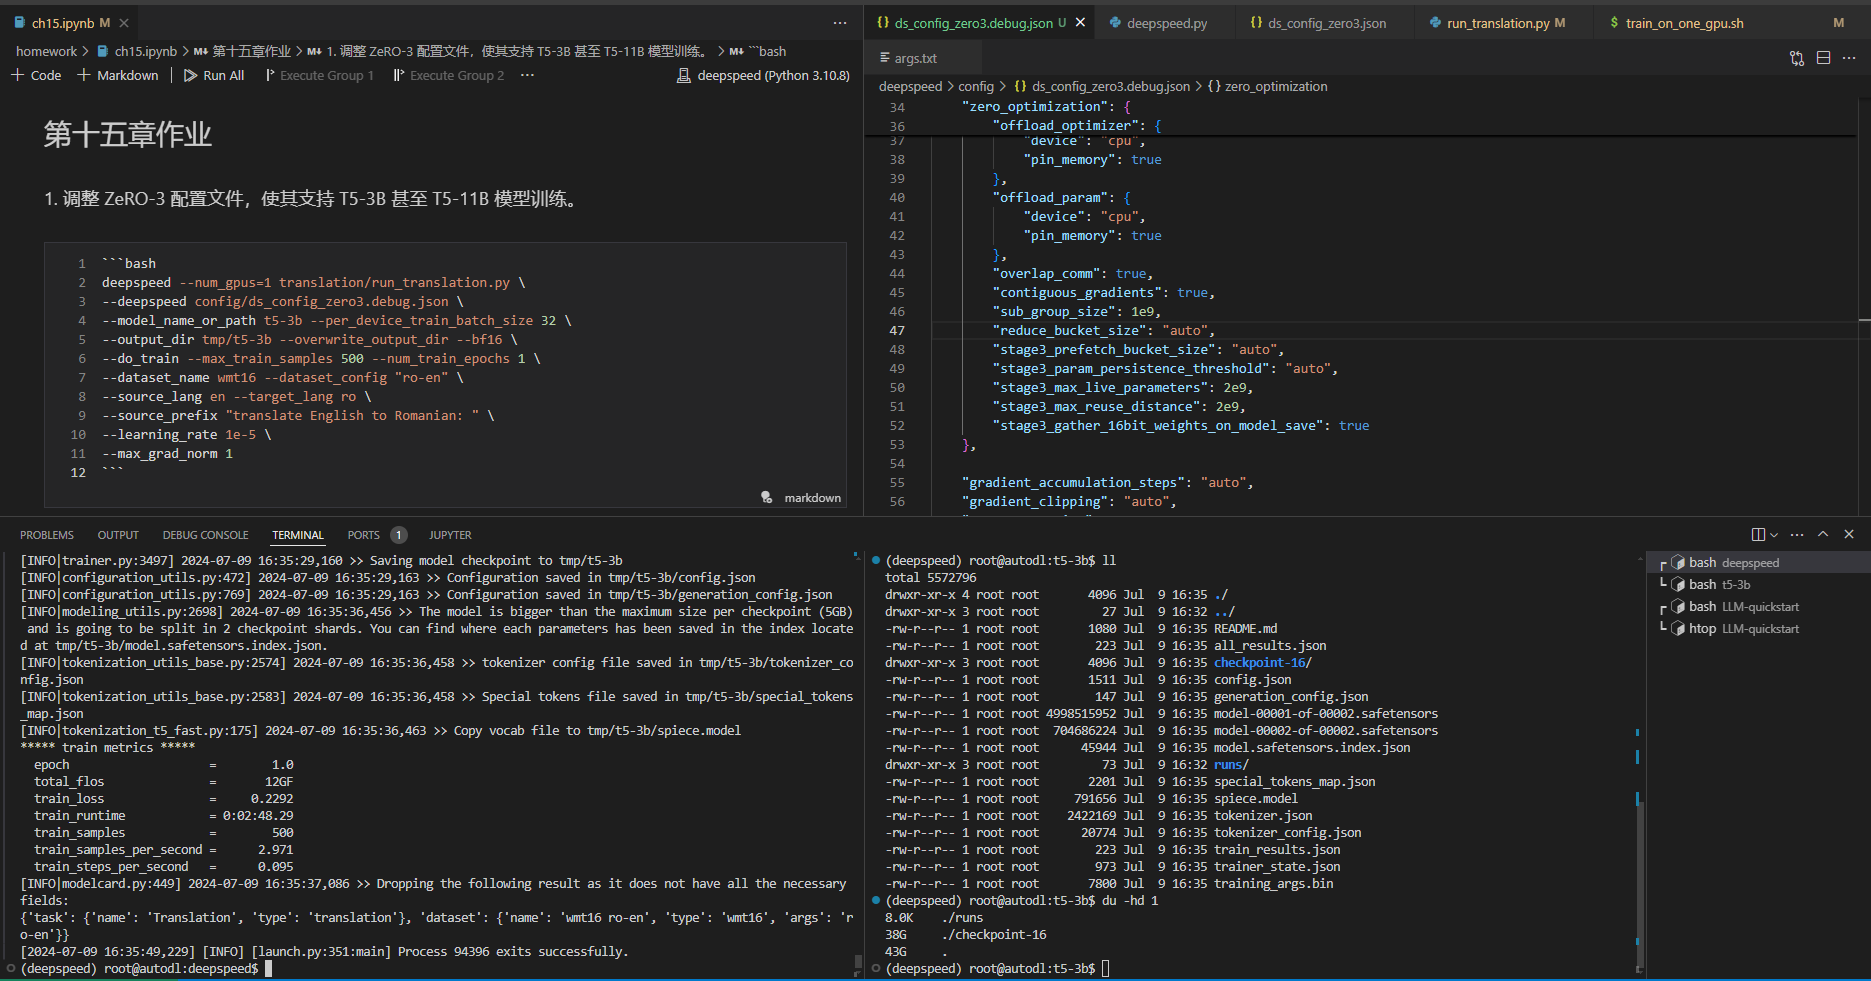 ch15.ipynb M
homework > ch15.ipynb > M↓ 第十五章作业 > M↓ 1. 调整 ZeRO-3 配置文件，使其支持 T5-3B 甚至 T5-11B 模型训练。 > M↓ ```bash
+ Code + Markdown | Run All Execute Group 1 Execute Group 2 ··· deepspeed (Python 3.10.8)
第十五章作业
1. 调整 ZeRO-3 配置文件，使其支持 T5-3B 甚至 T5-11B 模型训练。
1 ```bash
2 deepspeed --num_gpus=1 translation/run_translation.py \
3 --deepspeed config/ds_config_zero3.debug.json \
4 --model_name_or_path t5-3b --per_device_train_batch_size 32 \
5 --output_dir tmp/t5-3b --overwrite_output_dir --bf16 \
6 --do_train --max_train_samples 500 --num_train_epochs 1 \
7 --dataset_name wmt16 --dataset_config "ro-en" \
8 --source_lang en --target_lang ro \
9 --source_prefix "translate English to Romanian: " \
10 --learning_rate 1e-5 \
11 --max_grad_norm 1
12 ```
markdown
{} ds_config_zero3.debug.json U deepspeed.py {} ds_config_zero3.json run_translation.py M $ train_on_one_gpu.sh M
args.txt
deepspeed > config > {} ds_config_zero3.debug.json > {} zero_optimization
34 "zero_optimization": {
36 "offload_optimizer": {
37 "device": "cpu",
38 "pin_memory": true
39 },
40 "offload_param": {
41 "device": "cpu",
42 "pin_memory": true
43 },
44 "overlap_comm": true,
45 "contiguous_gradients": true,
46 "sub_group_size": 1e9,
47 "reduce_bucket_size": "auto",
48 "stage3_prefetch_bucket_size": "auto",
49 "stage3_param_persistence_threshold": "auto",
50 "stage3_max_live_parameters": 2e9,
51 "stage3_max_reuse_distance": 2e9,
52 "stage3_gather_16bit_weights_on_model_save": true
53 },
54
55 "gradient_accumulation_steps": "auto",
56 "gradient_clipping": "auto",
PROBLEMS OUTPUT DEBUG CONSOLE TERMINAL PORTS 1 JUPYTER
[INFO|trainer.py:3497] 2024-07-09 16:35:29,160 >> Saving model checkpoint to tmp/t5-3b
[INFO|configuration_utils.py:472] 2024-07-09 16:35:29,163 >> Configuration saved in tmp/t5-3b/config.json
[INFO|configuration_utils.py:769] 2024-07-09 16:35:29,163 >> Configuration saved in tmp/t5-3b/generation_config.json
[INFO|modeling_utils.py:2698] 2024-07-09 16:35:36,456 >> The model is bigger than the maximum size per checkpoint (5GB)
and is going to be split in 2 checkpoint shards. You can find where each parameters has been saved in the index locate
d at tmp/t5-3b/model.safetensors.index.json.
[INFO|tokenization_utils_base.py:2574] 2024-07-09 16:35:36,458 >> tokenizer config file saved in tmp/t5-3b/tokenizer_co
nfig.json
[INFO|tokenization_utils_base.py:2583] 2024-07-09 16:35:36,458 >> Special tokens file saved in tmp/t5-3b/special_tokens
_map.json
[INFO|tokenization_t5_fast.py:175] 2024-07-09 16:35:36,463 >> Copy vocab file to tmp/t5-3b/spiece.model
***** train metrics *****
epoch = 1.0
total_flos = 12GF
train_loss = 0.2292
train_runtime = 0:02:48.29
train_samples = 500
train_samples_per_second = 2.971
train_steps_per_second = 0.095
[INFO|modelcard.py:449] 2024-07-09 16:35:37,086 >> Dropping the following result as it does not have all the necessary
fields:
{'task': {'name': 'Translation', 'type': 'translation'}, 'dataset': {'name': 'wmt16 ro-en', 'type': 'wmt16', 'args': 'r
o-en'}}
[2024-07-09 16:35:49,229] [INFO] [launch.py:351:main] Process 94396 exits successfully.
(deepspeed) root@autodl:deepspeed$
(deepspeed) root@autodl:t5-3b$ ll
total 5572796
drwxr-xr-x 4 root root 4096 Jul 9 16:35 ./
drwxr-xr-x 3 root root 27 Jul 9 16:32 ../
-rw-r--r-- 1 root root 1080 Jul 9 16:35 README.md
-rw-r--r-- 1 root root 223 Jul 9 16:35 all_results.json
drwxr-xr-x 3 root root 4096 Jul 9 16:35 checkpoint-16/
-rw-r--r-- 1 root root 1511 Jul 9 16:35 config.json
-rw-r--r-- 1 root root 147 Jul 9 16:35 generation_config.json
-rw-r--r-- 1 root root 4998515952 Jul 9 16:35 model-00001-of-00002.safetensors
-rw-r--r-- 1 root root 704686224 Jul 9 16:35 model-00002-of-00002.safetensors
-rw-r--r-- 1 root root 45944 Jul 9 16:35 model.safetensors.index.json
drwxr-xr-x 3 root root 73 Jul 9 16:32 runs/
-rw-r--r-- 1 root root 2201 Jul 9 16:35 special_tokens_map.json
-rw-r--r-- 1 root root 791656 Jul 9 16:35 spiece.model
-rw-r--r-- 1 root root 2422169 Jul 9 16:35 tokenizer.json
-rw-r--r-- 1 root root 20774 Jul 9 16:35 tokenizer_config.json
-rw-r--r-- 1 root root 223 Jul 9 16:35 train_results.json
-rw-r--r-- 1 root root 973 Jul 9 16:35 trainer_state.json
-rw-r--r-- 1 root root 7800 Jul 9 16:35 training_args.bin
(deepspeed) root@autodl:t5-3b$ du -hd 1
8.0K ./runs
38G ./checkpoint-16
43G .
(deepspeed) root@autodl:t5-3b$
bash deepspeed
bash t5-3b
bash LLM-quickstart
htop LLM-quickstart